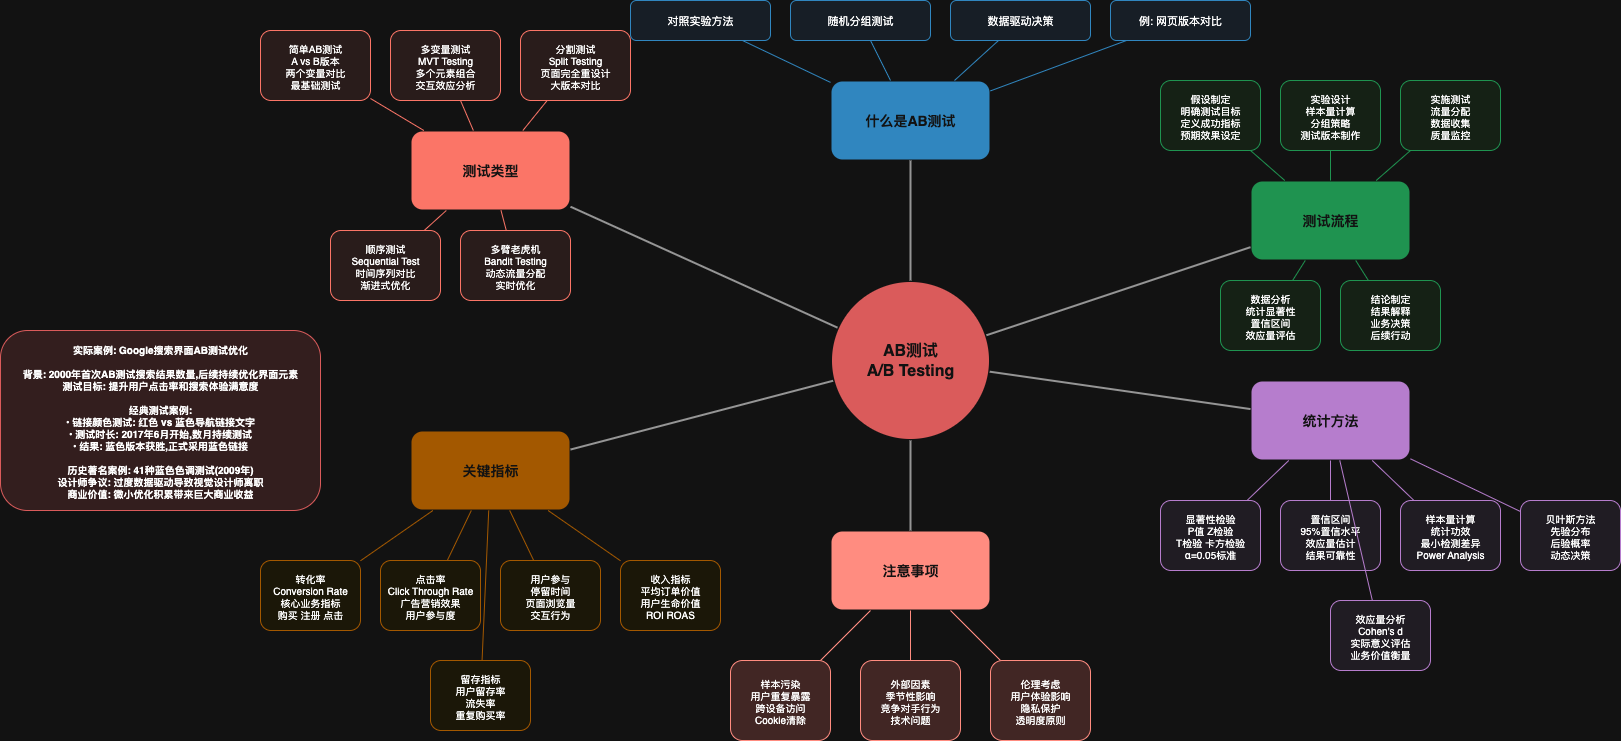 对照实验方法
随机分组测试
数据驱动决策
例: 网页版本对比
什么是AB测试
简单AB测试
A vs B版本
两个变量对比
最基础测试
多变量测试
MVT Testing
多个元素组合
交互效应分析
分割测试
Split Testing
页面完全重设计
大版本对比
测试类型
顺序测试
Sequential Test
时间序列对比
渐进式优化
多臂老虎机
Bandit Testing
动态流量分配
实时优化
假设制定
明确测试目标
定义成功指标
预期效果设定
实验设计
样本量计算
分组策略
测试版本制作
实施测试
流量分配
数据收集
质量监控
测试流程
数据分析
统计显著性
置信区间
效应量评估
结论制定
结果解释
业务决策
后续行动
AB测试
A/B Testing
实际案例: Google搜索界面AB测试优化
背景: 2000年首次AB测试搜索结果数量,后续持续优化界面元素
测试目标: 提升用户点击率和搜索体验满意度
经典测试案例:
• 链接颜色测试: 红色 vs 蓝色导航链接文字
• 测试时长: 2017年6月开始,数月持续测试
• 结果: 蓝色版本获胜,正式采用蓝色链接
历史著名案例: 41种蓝色色调测试(2009年)
设计师争议: 过度数据驱动导致视觉设计师离职
商业价值: 微小优化积累带来巨大商业收益
关键指标
转化率
Conversion Rate
核心业务指标
购买 注册 点击
点击率
Click Through Rate
广告营销效果
用户参与度
用户参与
停留时间
页面浏览量
交互行为
收入指标
平均订单价值
用户生命价值
ROI ROAS
留存指标
用户留存率
流失率
重复购买率
注意事项
样本污染
用户重复暴露
跨设备访问
Cookie清除
外部因素
季节性影响
竞争对手行为
技术问题
伦理考虑
用户体验影响
隐私保护
透明度原则
统计方法
显著性检验
P值 Z检验
T检验 卡方检验
α=0.05标准
置信区间
95%置信水平
效应量估计
结果可靠性
样本量计算
统计功效
最小检测差异
Power Analysis
贝叶斯方法
先验分布
后验概率
动态决策
效应量分析
Cohen's d
实际意义评估
业务价值衡量